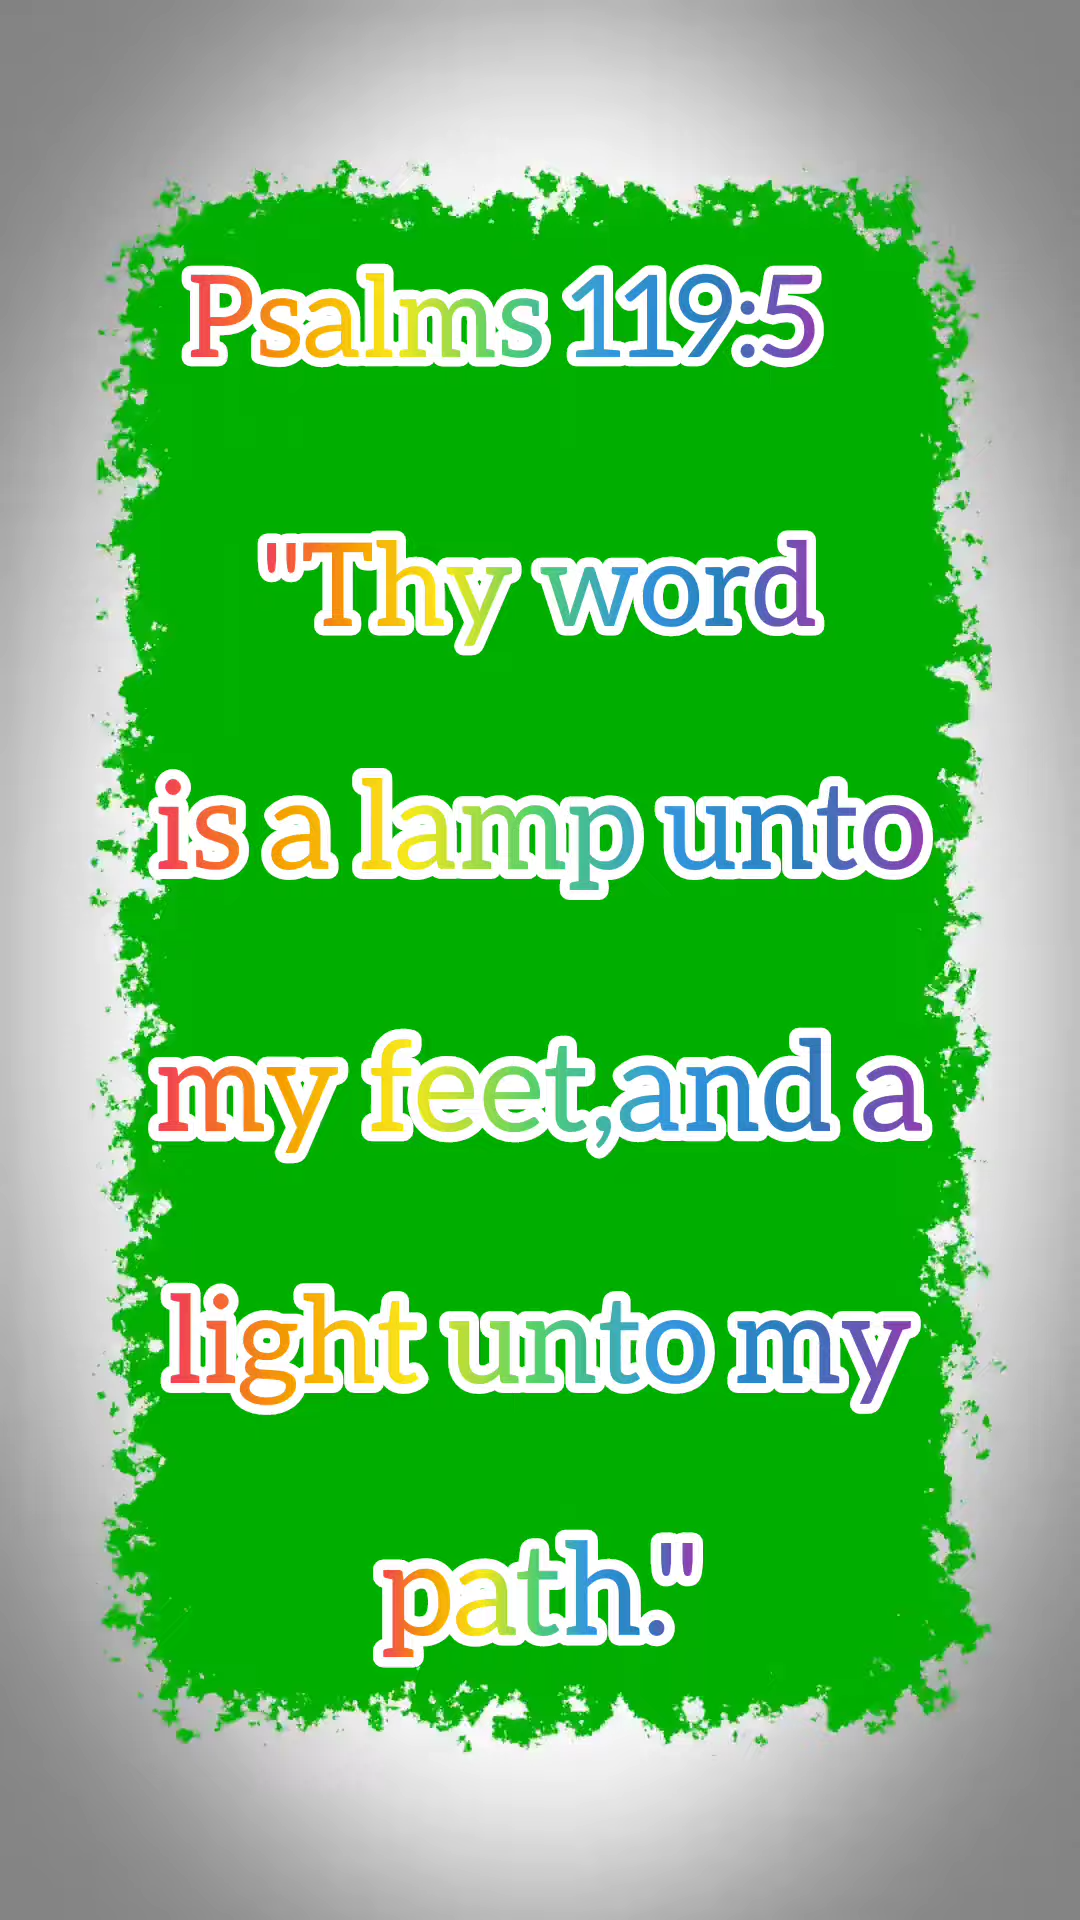 Psalms 119:5
"Thy word
is a lamp unto
my feet,and a
light unto my
path."